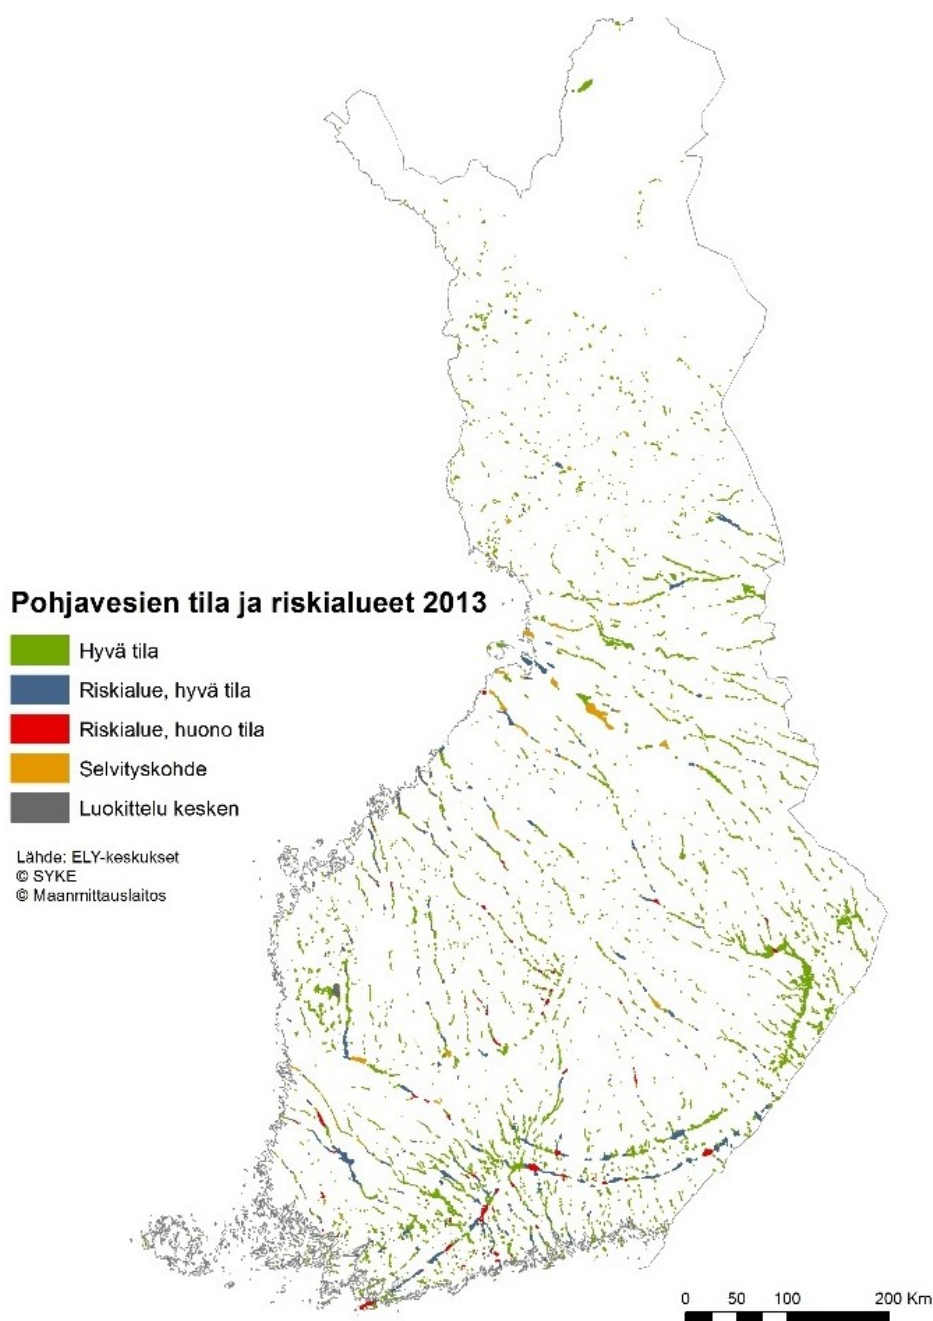 Pohjavesien tila ja riskialueet 2013
Hyvä tila
Riskialue, hyvä tila
Riskialue, huono tila
Selvityskohde
Luokittelu kesken
Lähde: ELY-keskukset
© SYKE
© Maanmittauslaitos
0 50 100 200 Km